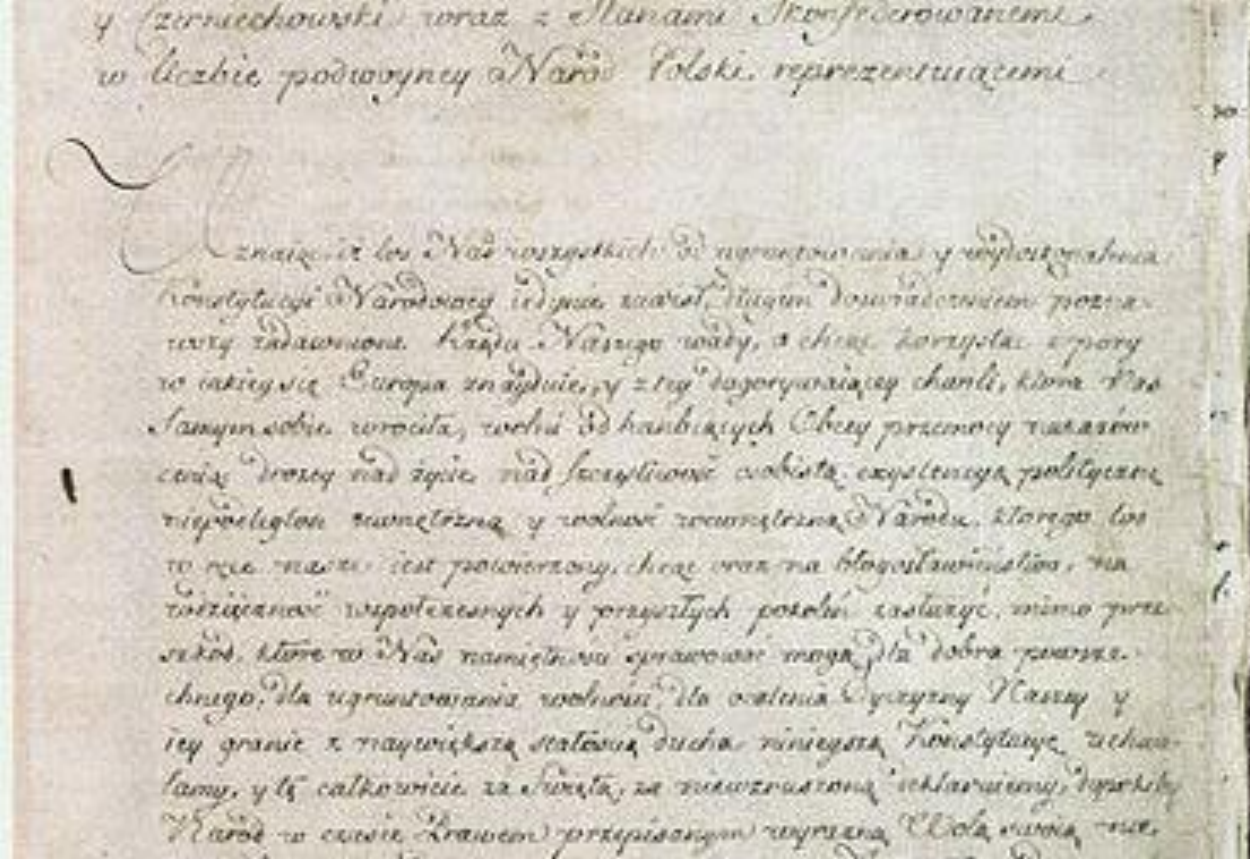 y Czerniechowski wraz z Stanami Skonfederowanemi
w liczbie podwoyney Naród Polski reprezentuiącemi
Uznaiąc, iż los Nas wszystkich od ugruntowania y wydoskonalenia
Konstytucyi Narodowey iedynie zawisł, długim doświadczeniem pozna-
wszy zadawnione Rządu Naszego wady, a chcąc korzystać z pory
w iakiey się Europa znayduie, y z tey dogorywaiącey chwili, która Nas
samym sobie wróciła, wolni od hańbiących Obcey przemocy nakazów
ceniąc drożey nad życie, nad szczęśliwość osobistą, exystencyą polityczną
niepodległość zewnętrzną y wolność wewnętrzną Narodu, którego los
w ręce nasze iest powierzony, chcąc oraz na błogosławieństwo, na
wdzięczność współczesnych y przyszłych pokoleń zasłużyć, mimo prze-
szkód, które w Nas namiętności sprawować mogą, dla dobra powsze-
chnego, dla ugruntowania wolności, dla ocalenia Oyczyzny Naszey y
iey granic z naywiększą stałością ducha, ninieyszą Konstytucyę uchwa-
lamy, y tę całkowicie za Świętą, za niewzruszoną deklaruiemy, dopokiby
Naród w czasie Prawem przepisanym wyraźną Wolą swoią nie